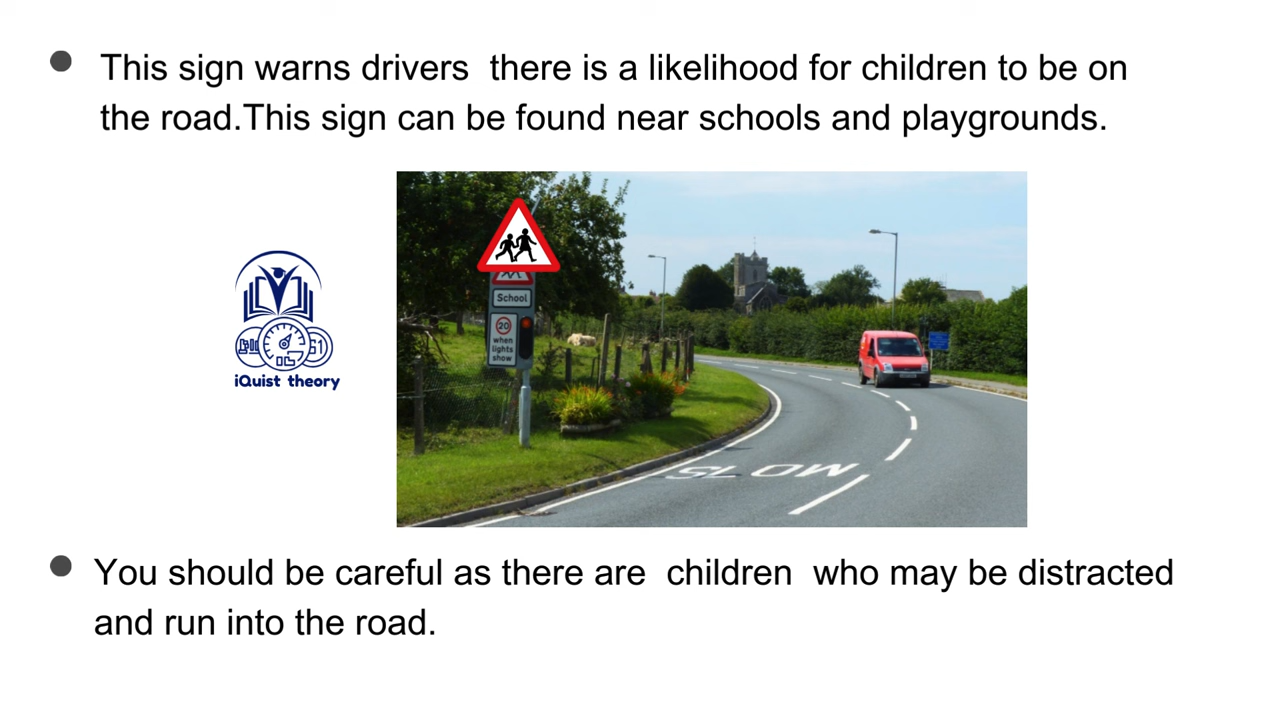 This sign warns drivers  there is a likelihood for children to be on
the road.This sign can be found near schools and playgrounds.
School
20
when
lights
show
iQuist theory
SLOW
You should be careful as there are  children  who may be distracted
and run into the road.